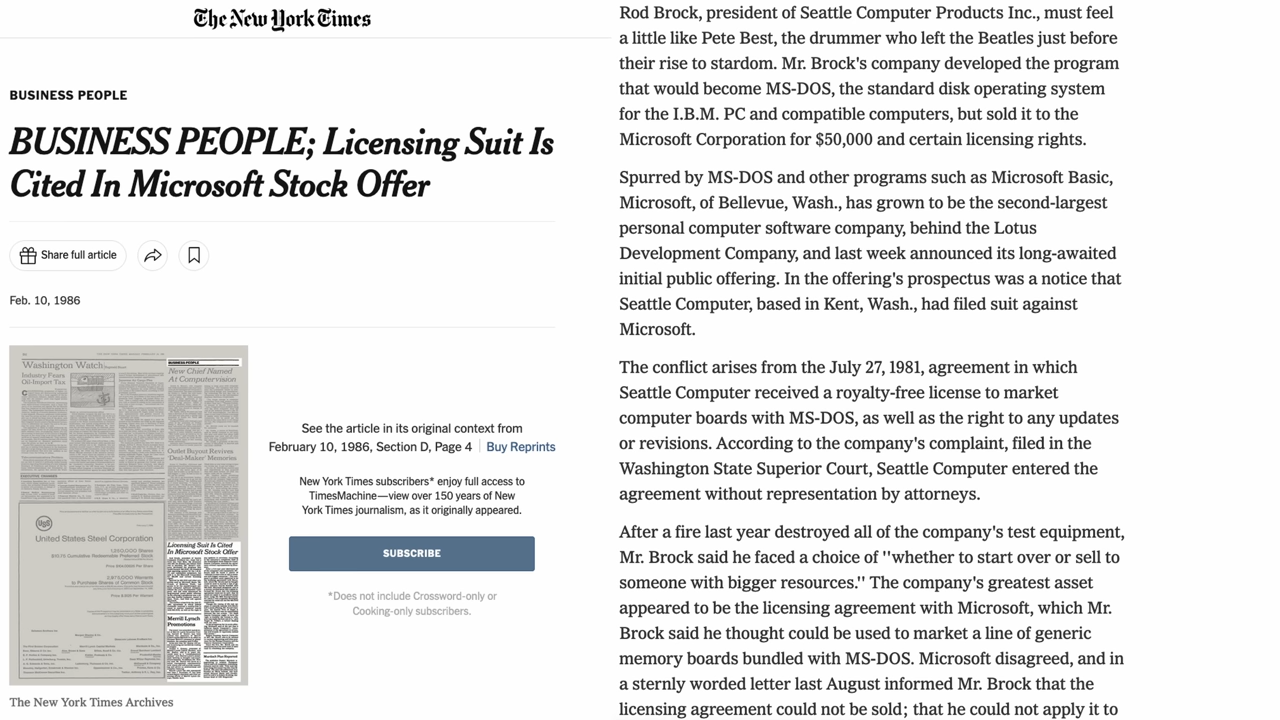 The New York Times
BUSINESS PEOPLE
BUSINESS PEOPLE; Licensing Suit Is
Cited In Microsoft Stock Offer
Share full article
Feb. 10, 1986
Washington Watch
Industry Fears
Oil-Import Tax
BUSINESS PEOPLE
New Chief Named
At Computervision
Outlet Buyout Revives
'Deal-Maker' Memories
United States Steel Corporation
Licensing Suit Is Cited
In Microsoft Stock Offer
Merrill Lynch
Promotions
See the article in its original context from
February 10, 1986, Section D, Page 4
Buy Reprints
New York Times subscribers* enjoy full access to
TimesMachine—view over 150 years of New
York Times journalism, as it originally appeared.
SUBSCRIBE
*Does not include Crossword-only or
Cooking-only subscribers.
The New York Times Archives
Rod Brock, president of Seattle Computer Products Inc., must feel
a little like Pete Best, the drummer who left the Beatles just before
their rise to stardom. Mr. Brock's company developed the program
that would become MS-DOS, the standard disk operating system
for the I.B.M. PC and compatible computers, but sold it to the
Microsoft Corporation for $50,000 and certain licensing rights.
Spurred by MS-DOS and other programs such as Microsoft Basic,
Microsoft, of Bellevue, Wash., has grown to be the second-largest
personal computer software company, behind the Lotus
Development Company, and last week announced its long-awaited
initial public offering. In the offering's prospectus was a notice that
Seattle Computer, based in Kent, Wash., had filed suit against
Microsoft.
The conflict arises from the July 27, 1981, agreement in which
Seattle Computer received a royalty-free license to market
computer boards with MS-DOS, as well as the right to any updates
or revisions. According to the company's complaint, filed in the
Washington State Superior Court, Seattle Computer entered the
agreement without representation by attorneys.
After a fire last year destroyed all of the company's test equipment,
Mr. Brock said he faced a choice of ''whether to start over or sell to
someone with bigger resources.'' The company's greatest asset
appeared to be the licensing agreement with Microsoft, which Mr.
Brock said he thought could be used to market a line of generic
memory boards bundled with MS-DOS. Microsoft disagreed, and in
a sternly worded letter last August informed Mr. Brock that the
licensing agreement could not be sold; that he could not apply it to